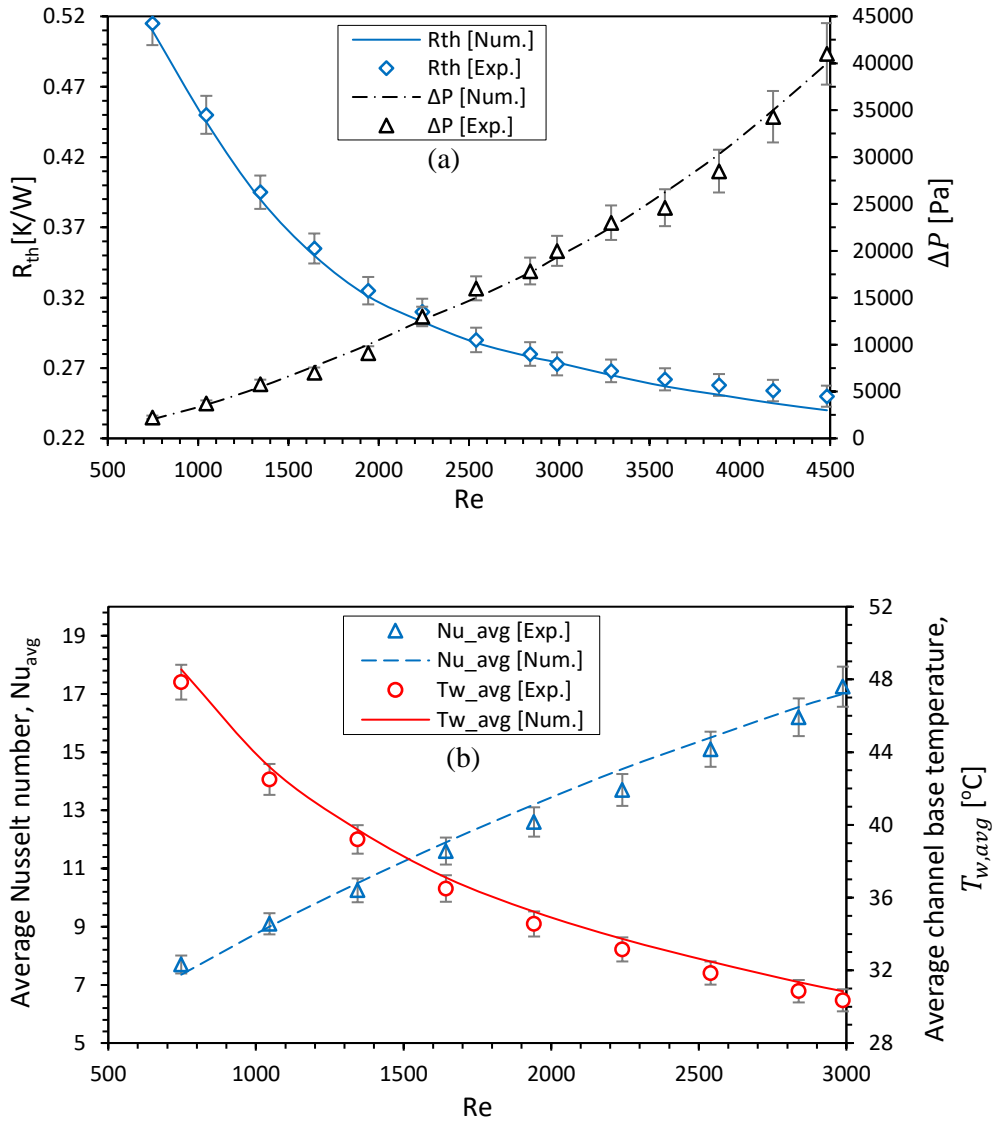 0.52
0.47
0.42
0.37
0.32
0.27
0.22
R_th[K/W]
Rth [Num.]
Rth [Exp.]
ΔP [Num.]
ΔP [Exp.]
(a)
45000
40000
35000
30000
25000
20000
15000
10000
5000
0
ΔP [Pa]
500 1000 1500 2000 2500 3000 3500 4000 4500
Re
19
17
15
13
11
9
7
5
Average Nusselt number, Nu_avg
Nu_avg [Exp.]
Nu_avg [Num.]
Tw_avg [Exp.]
Tw_avg [Num.]
(b)
52
48
44
40
36
32
28
Average channel base temperature,
T_w,avg [°C]
500 1000 1500 2000 2500 3000
Re